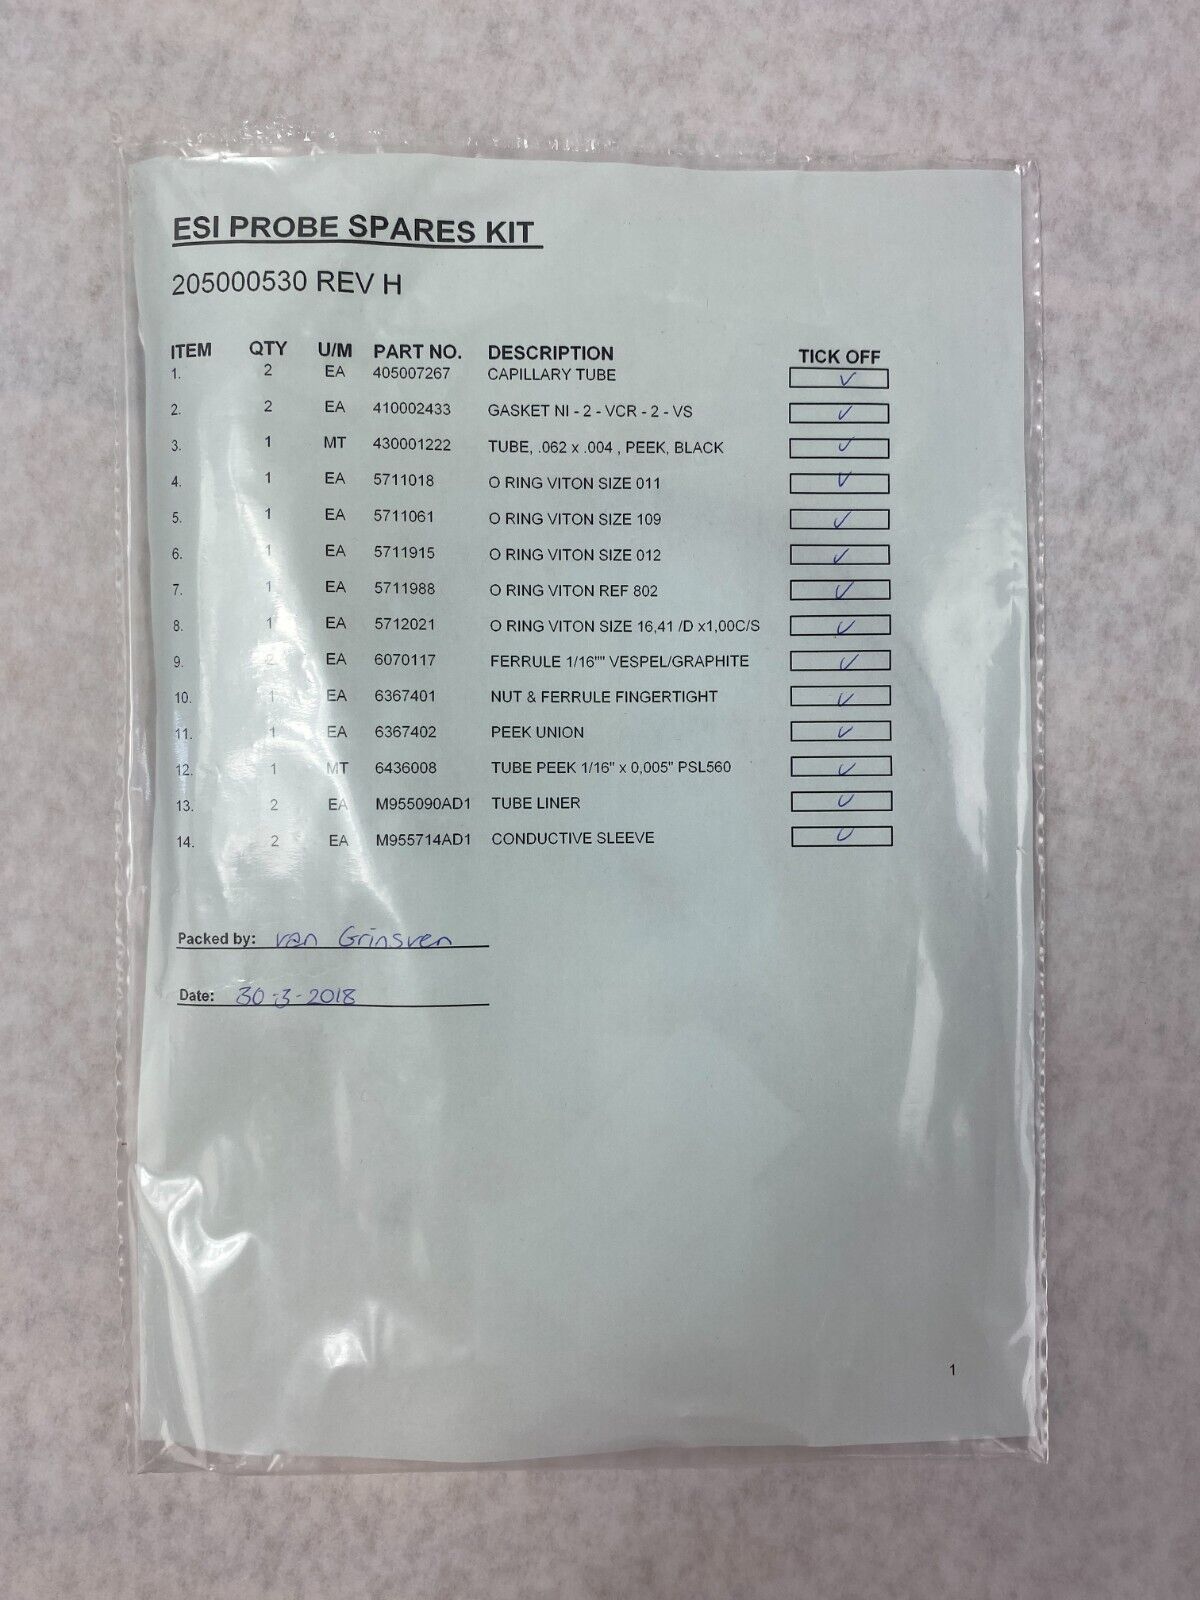 ESI PROBE SPARES KIT
205000530 REV H
ITEM QTY U/M PART NO. DESCRIPTION TICK OFF
1. 2 EA 405007267 CAPILLARY TUBE ✓
2. 2 EA 410002433 GASKET NI - 2 - VCR - 2 - VS ✓
3. 1 MT 430001222 TUBE, .062 x .004 , PEEK, BLACK ✓
4. 1 EA 5711018 O RING VITON SIZE 011 ✓
5. 1 EA 5711061 O RING VITON SIZE 109 ✓
6. 1 EA 5711915 O RING VITON SIZE 012 ✓
7. 1 EA 5711988 O RING VITON REF 802 ✓
8. 1 EA 5712021 O RING VITON SIZE 16,41 /D x1,00C/S ✓
9. 2 EA 6070117 FERRULE 1/16"" VESPEL/GRAPHITE ✓
10. 1 EA 6367401 NUT & FERRULE FINGERTIGHT ✓
11. 1 EA 6367402 PEEK UNION ✓
12. 1 MT 6436008 TUBE PEEK 1/16" x 0,005" PSL560 ✓
13. 2 EA M955090AD1 TUBE LINER ✓
14. 2 EA M955714AD1 CONDUCTIVE SLEEVE ✓
Packed by: van Grinsven
Date: 30-3-2018
1